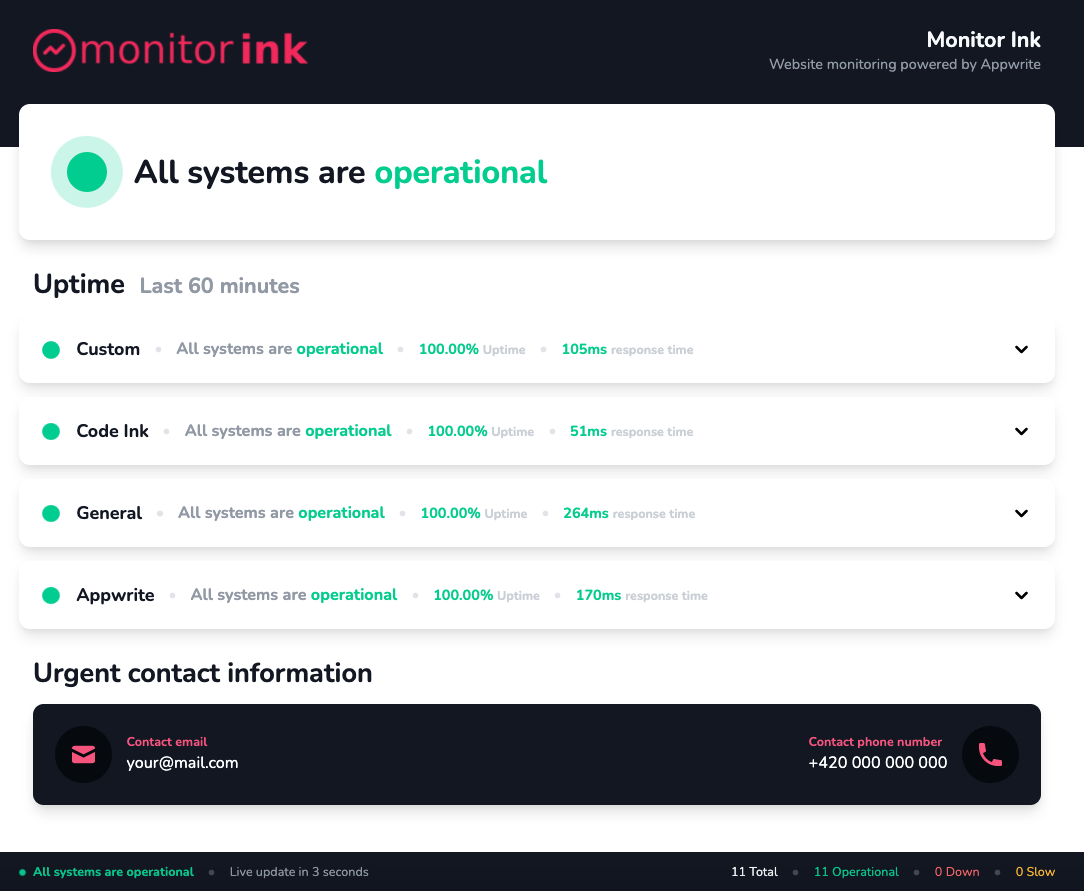 monitor ink
Monitor Ink
Website monitoring powered by Appwrite
All systems are operational
Uptime Last 60 minutes
Custom All systems are operational 100.00% Uptime 105ms response time
Code Ink All systems are operational 100.00% Uptime 51ms response time
General All systems are operational 100.00% Uptime 264ms response time
Appwrite All systems are operational 100.00% Uptime 170ms response time
Urgent contact information
Contact email
your@mail.com
Contact phone number
+420 000 000 000
All systems are operational Live update in 3 seconds 11 Total 11 Operational 0 Down 0 Slow